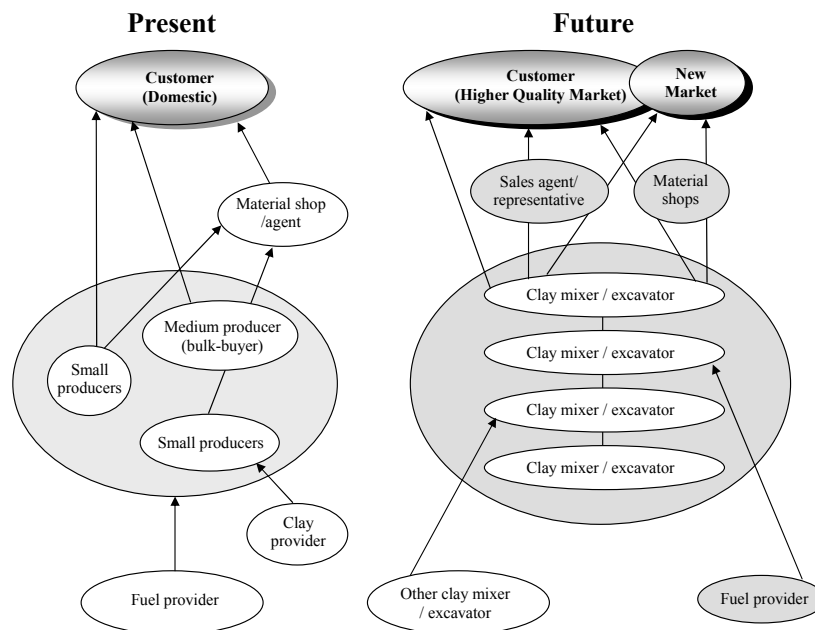 Present
Customer
(Domestic)
Material shop
/agent
Medium producer
(bulk-buyer)
Small
producers
Small producers
Clay
provider
Fuel provider
Future
Customer
(Higher Quality Market)
New
Market
Sales agent/
representative
Material
shops
Clay mixer / excavator
Clay mixer / excavator
Clay mixer / excavator
Clay mixer / excavator
Other clay mixer
/ excavator
Fuel provider